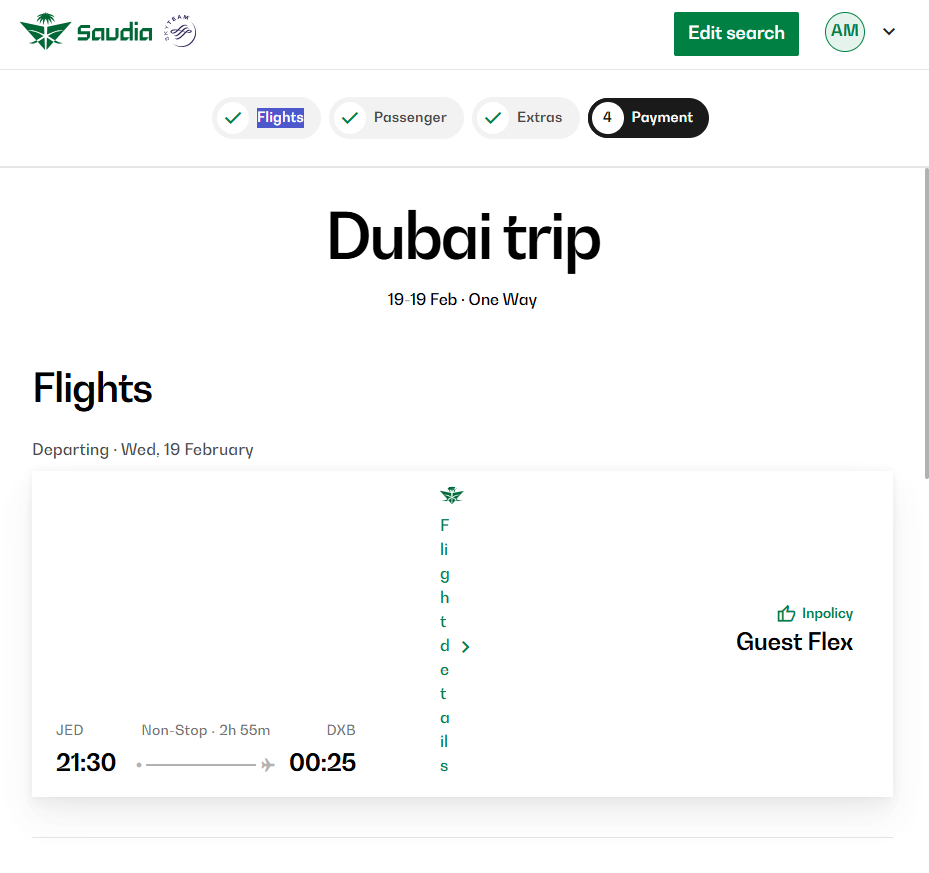 Saudia
SKYTEAM
Edit search
AM
Flights
Passenger
Extras
4 Payment
Dubai trip
19-19 Feb · One Way
Flights
Departing · Wed, 19 February
Flight details
Inpolicy
Guest Flex
JED Non-Stop · 2h 55m DXB
21:30 00:25